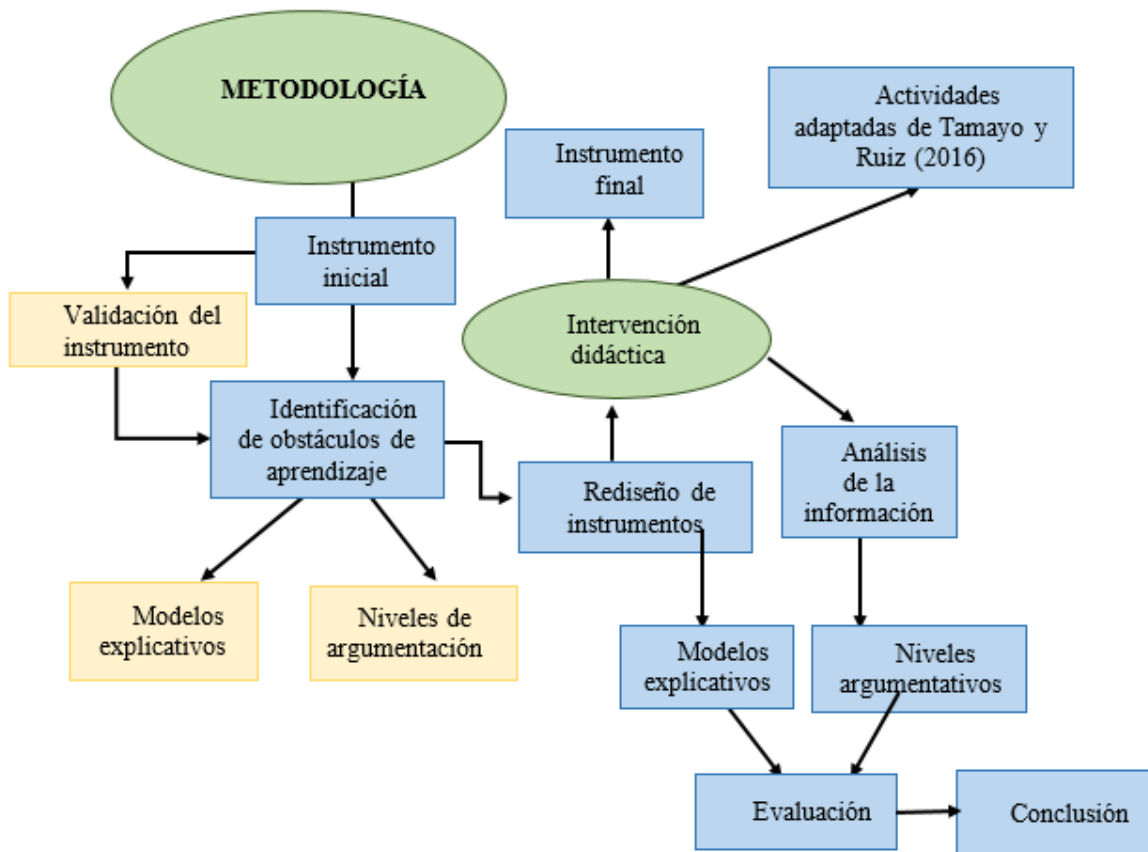 METODOLOGÍA
Actividades
adaptadas de Tamayo y
Ruiz (2016)
Instrumento
final
Instrumento
inicial
Validación del
instrumento
Intervención
didáctica
Identificación
de obstáculos de
aprendizaje
Análisis
de la
información
Rediseño de
instrumentos
Modelos
explicativos
Niveles de
argumentación
Modelos
explicativos
Niveles
argumentativos
Evaluación
Conclusión